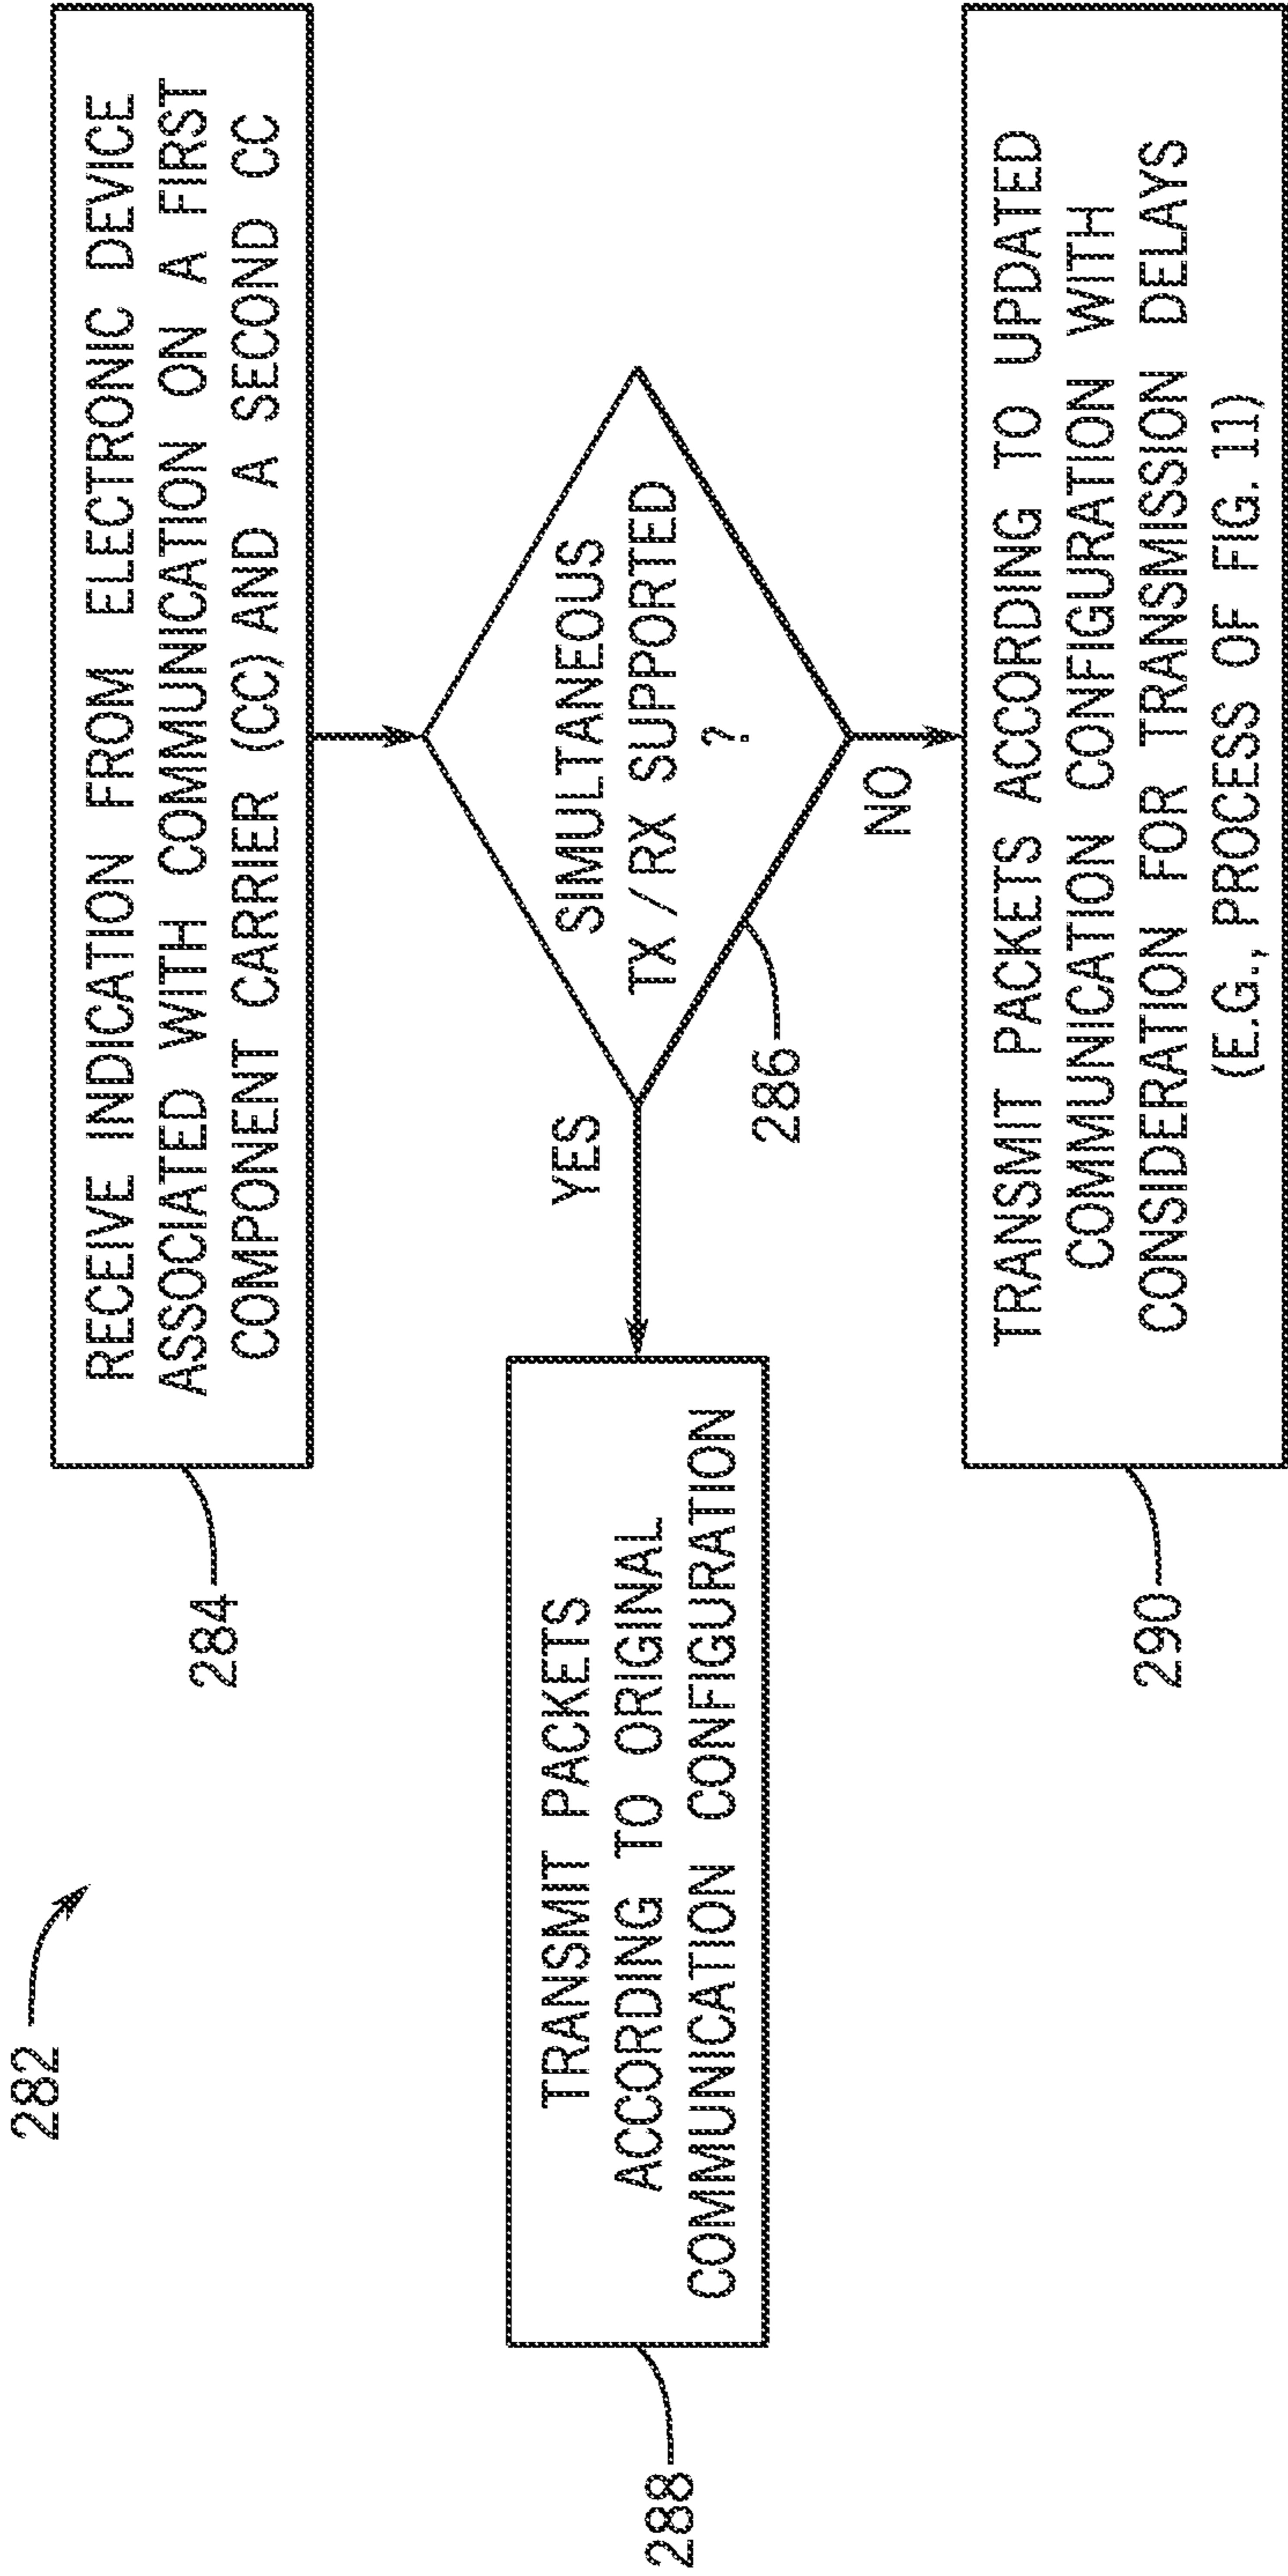 282
284
RECEIVE INDICATION FROM ELECTRONIC DEVICE
ASSOCIATED WITH COMMUNICATION ON A FIRST
COMPONENT CARRIER (CC) AND A SECOND CC
286
SIMULTANEOUS
TX / RX SUPPORTED
?
YES
NO
288
TRANSMIT PACKETS
ACCORDING TO ORIGINAL
COMMUNICATION CONFIGURATION
290
TRANSMIT PACKETS ACCORDING TO UPDATED
COMMUNICATION CONFIGURATION WITH
CONSIDERATION FOR TRANSMISSION DELAYS
(E.G., PROCESS OF FIG. 11)